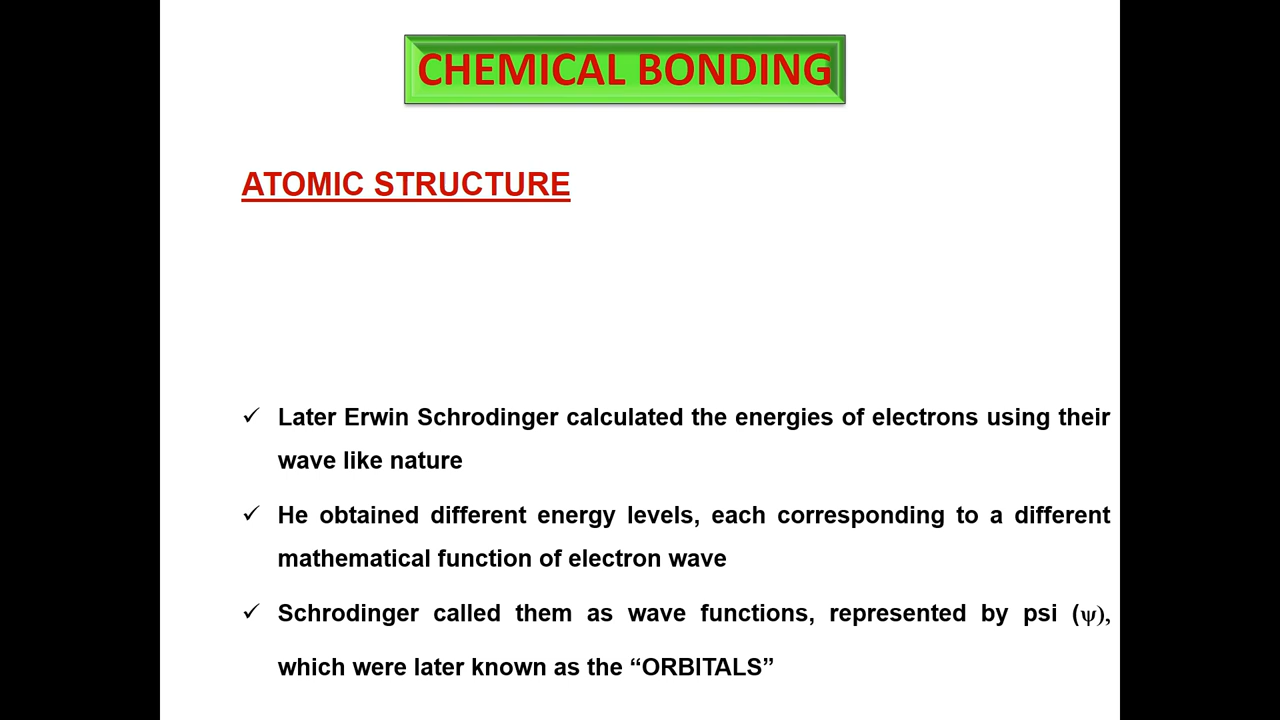 CHEMICAL BONDING
ATOMIC STRUCTURE
✓ Later Erwin Schrodinger calculated the energies of electrons using their
wave like nature
✓ He obtained different energy levels, each corresponding to a different
mathematical function of electron wave
✓ Schrodinger called them as wave functions, represented by psi (ψ),
which were later known as the “ORBITALS”